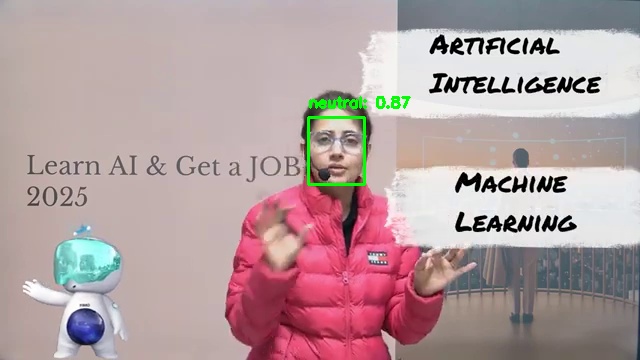 neutral: 0.87
Artificial
Intelligence
Learn AI & Get a JOB
2025
Machine
Learning